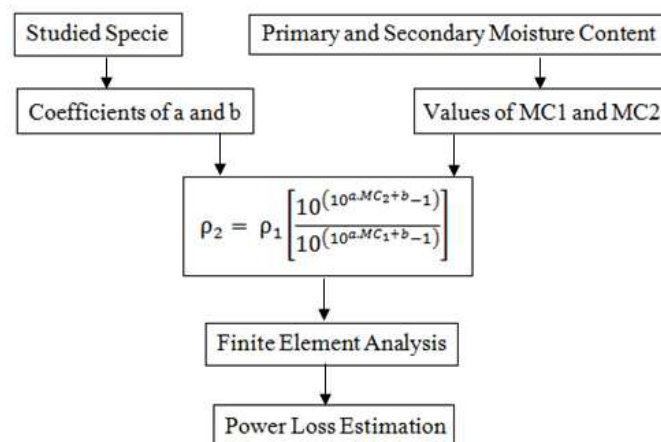 Studied Specie
Primary and Secondary Moisture Content
Coefficients of a and b
Values of MC1 and MC2
ρ₂ = ρ₁ [10^(10^(a.MC₂+b)−1) / 10^(10^(a.MC₁+b)−1)]
Finite Element Analysis
Power Loss Estimation